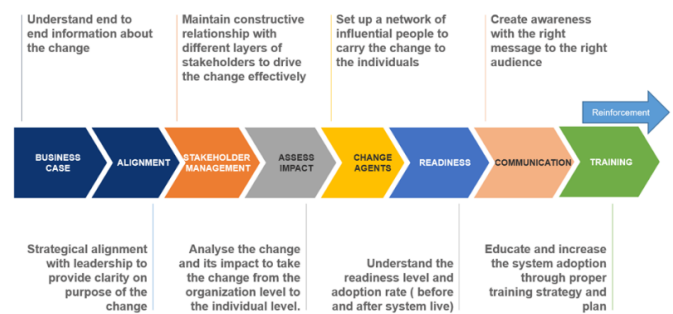 Understand end to
end information about
the change
Maintain constructive
relationship with
different layers of
stakeholders to drive
the change effectively
Set up a network of
influential people to
carry the change to
the individuals
Create awareness
with the right
message to the right
audience
Reinforcement
BUSINESS
CASE
ALIGNMENT
STAKEHOLDER
MANAGEMENT
ASSESS
IMPACT
CHANGE
AGENTS
READINESS
COMMUNICATION
TRAINING
Strategical alignment
with leadership to
provide clarity on
purpose of the
change
Analyse the change
and its impact to take
the change from the
organization level to
the individual level.
Understand the
readiness level and
adoption rate ( before
and after system live)
Educate and increase
the system adoption
through proper
training strategy and
plan